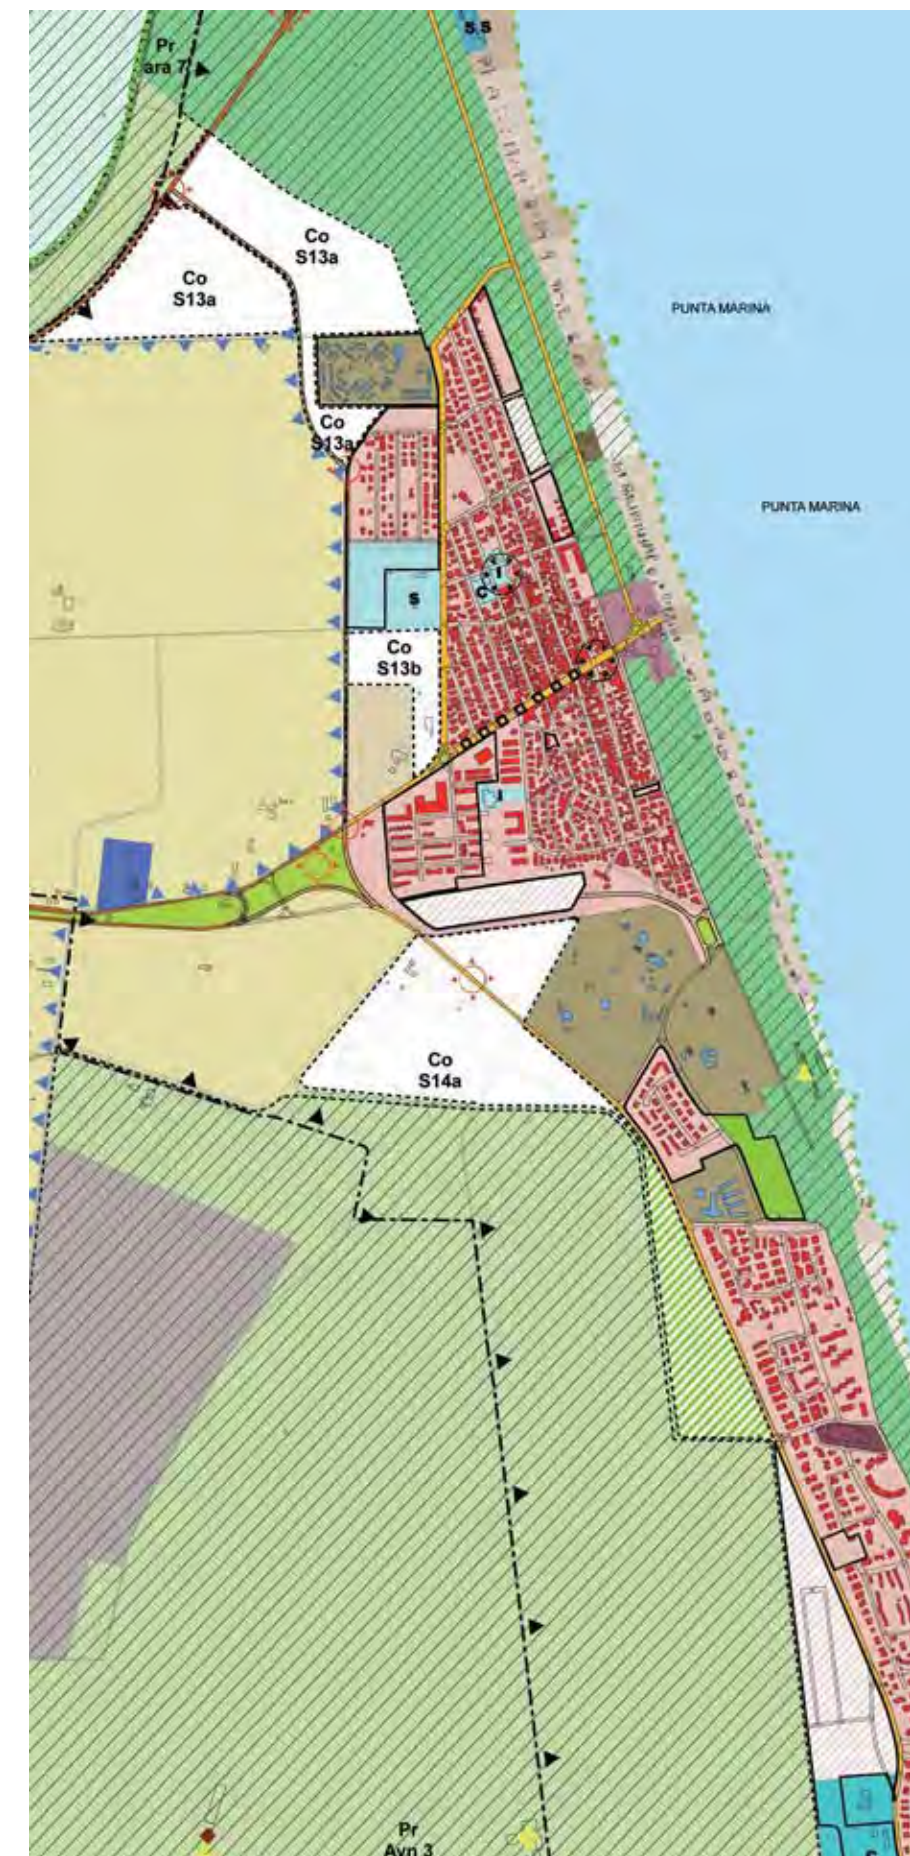 S.S
Pr
ara 7
Co
S13a
Co
S13a
PUNTA MARINA
Co
S13a
PUNTA MARINA
C
S
Co
S13b
Co
S14a
Pr
Avn 3
C